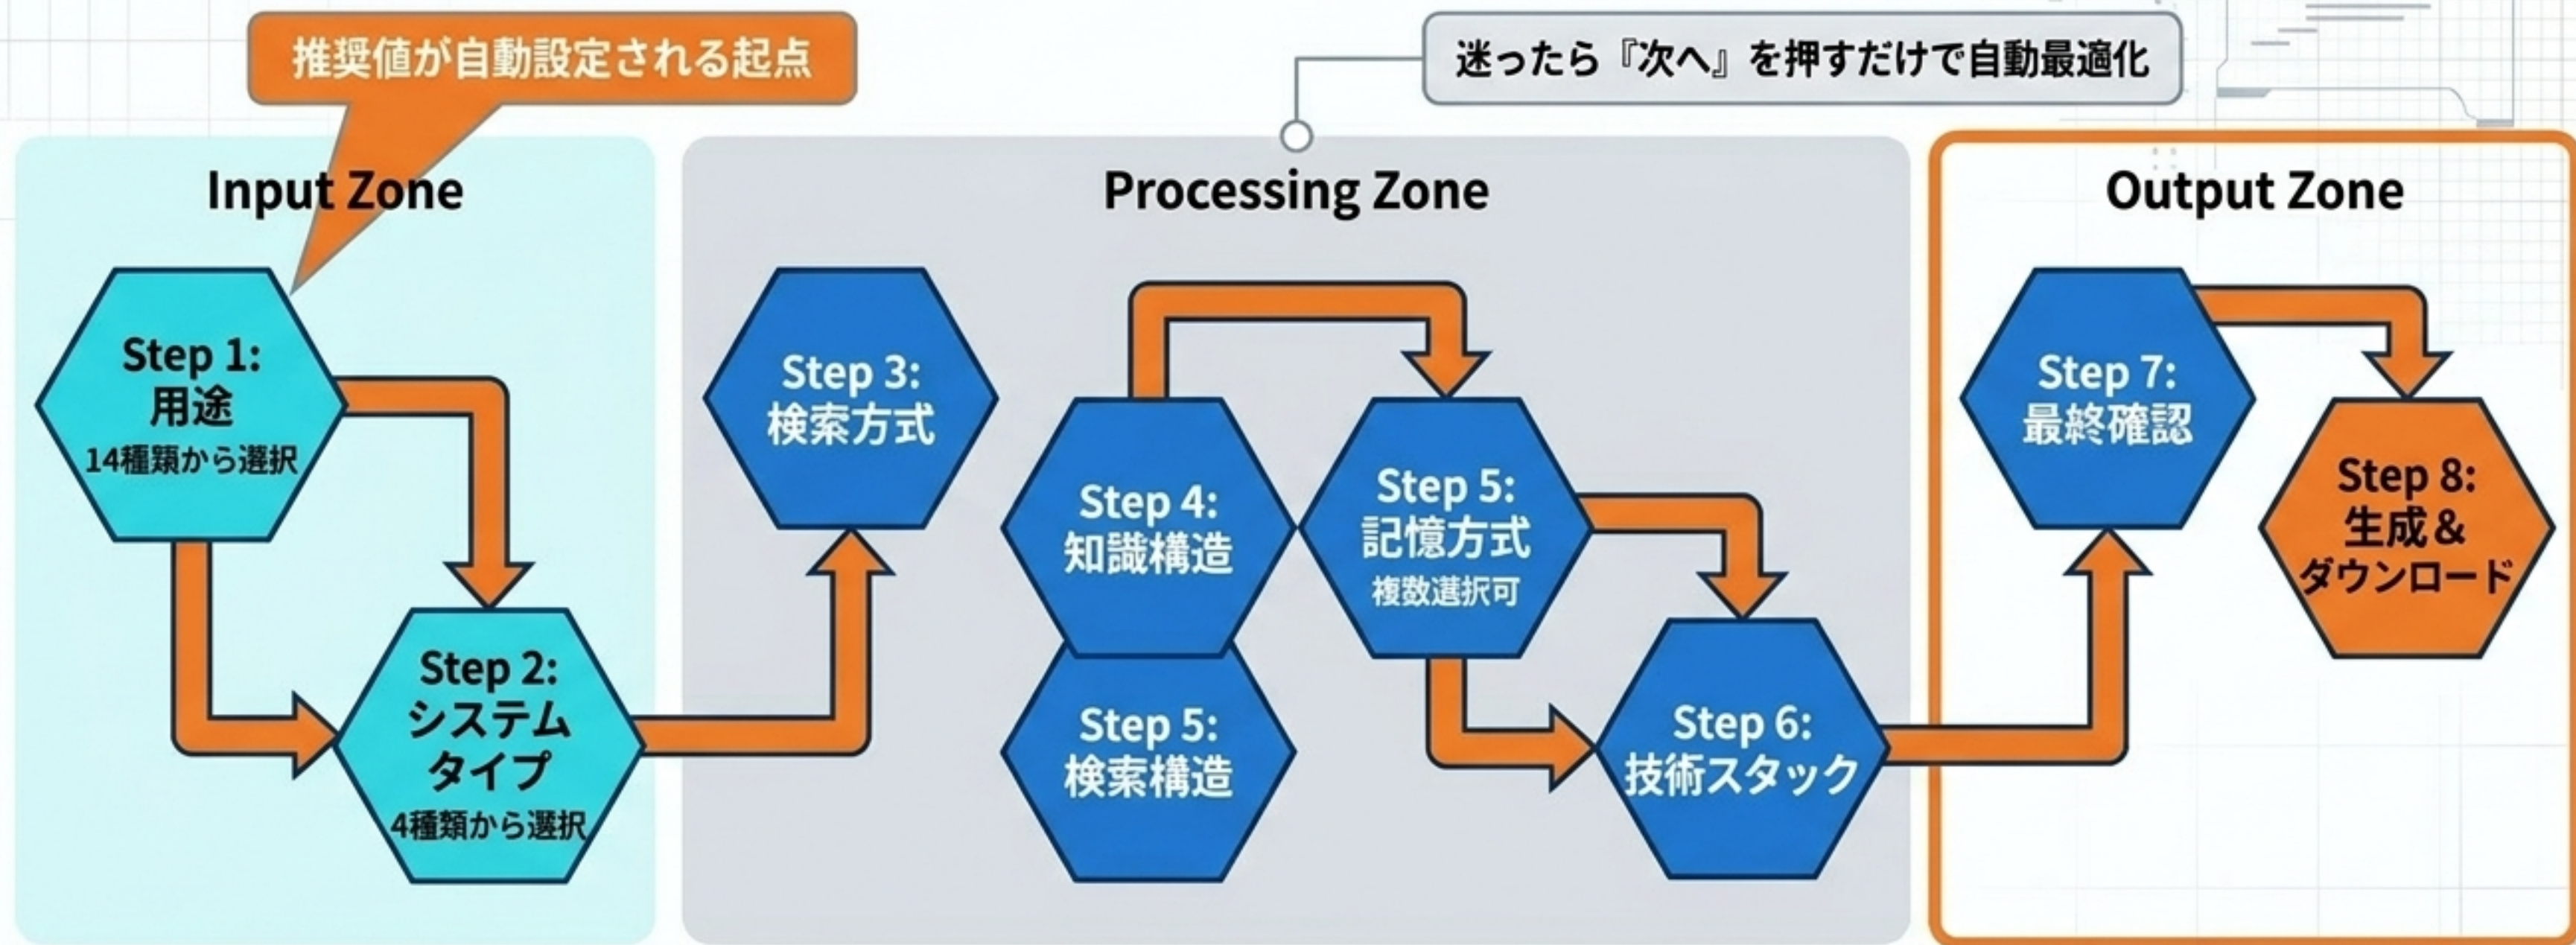 推奨値が自動設定される起点
迷ったら『次へ』を押すだけで自動最適化
Input Zone
Step 1:
用途
14種類から選択
Step 2:
システム
タイプ
4種類から選択
Processing Zone
Step 3:
検索方式
Step 4:
知識構造
Step 5:
検索構造
Step 5:
記憶方式
複数選択可
Step 6:
技術スタック
Output Zone
Step 7:
最終確認
Step 8:
生成＆
ダウンロード